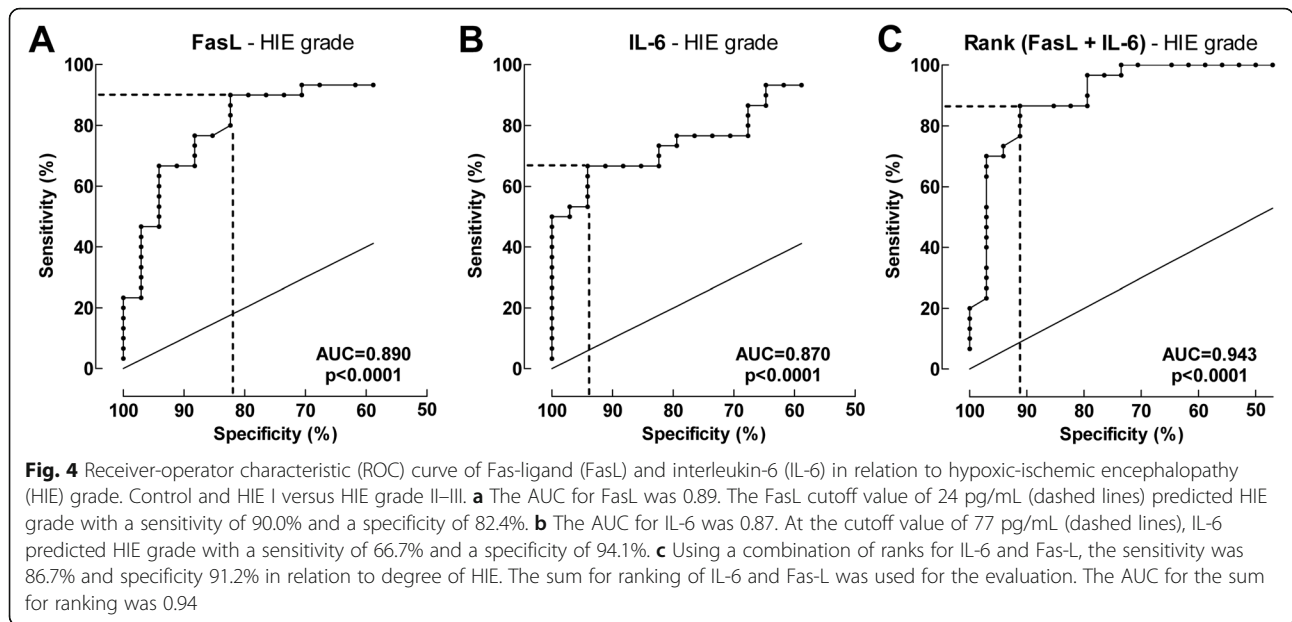 A
FasL - HIE grade
Sensitivity (%)
100
80
60
40
20
0
AUC=0.890
p<0.0001
100 90 80 70 60 50
Specificity (%)
B
IL-6 - HIE grade
Sensitivity (%)
100
80
60
40
20
0
AUC=0.870
p<0.0001
100 90 80 70 60 50
Specificity (%)
C
Rank (FasL + IL-6) - HIE grade
Sensitivity (%)
100
80
60
40
20
0
AUC=0.943
p<0.0001
100 90 80 70 60 50
Specificity (%)
Fig. 4 Receiver-operator characteristic (ROC) curve of Fas-ligand (FasL) and interleukin-6 (IL-6) in relation to hypoxic-ischemic encephalopathy
(HIE) grade. Control and HIE I versus HIE grade II–III. a The AUC for FasL was 0.89. The FasL cutoff value of 24 pg/mL (dashed lines) predicted HIE
grade with a sensitivity of 90.0% and a specificity of 82.4%. b The AUC for IL-6 was 0.87. At the cutoff value of 77 pg/mL (dashed lines), IL-6
predicted HIE grade with a sensitivity of 66.7% and a specificity of 94.1%. c Using a combination of ranks for IL-6 and Fas-L, the sensitivity was
86.7% and specificity 91.2% in relation to degree of HIE. The sum for ranking of IL-6 and Fas-L was used for the evaluation. The AUC for the sum
for ranking was 0.94